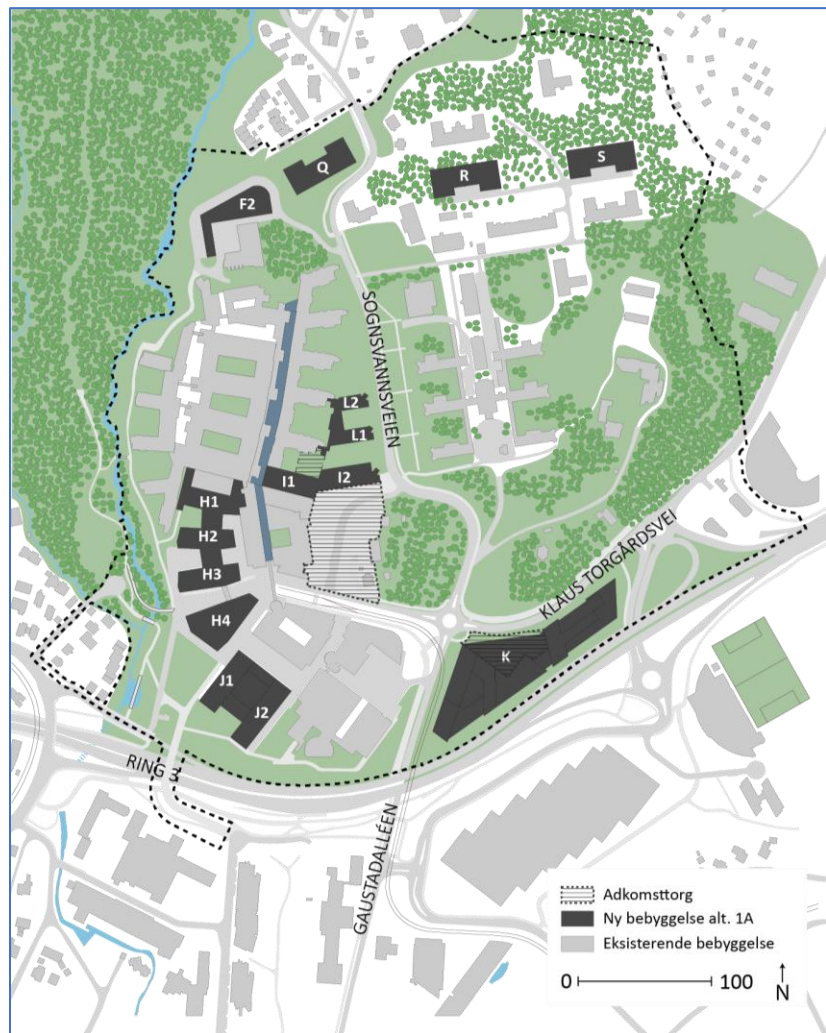 Q
R
S
F2
SOGNSVANNSVEIEN
L2
L1
I1
I2
H1
H2
H3
H4
KLAUS TORGÅRDSVEI
K
J1
J2
RING 3
GAUSTADALLÉEN
Adkomsttorg
Ny bebyggelse alt. 1A
Eksisterende bebyggelse
0 100
N